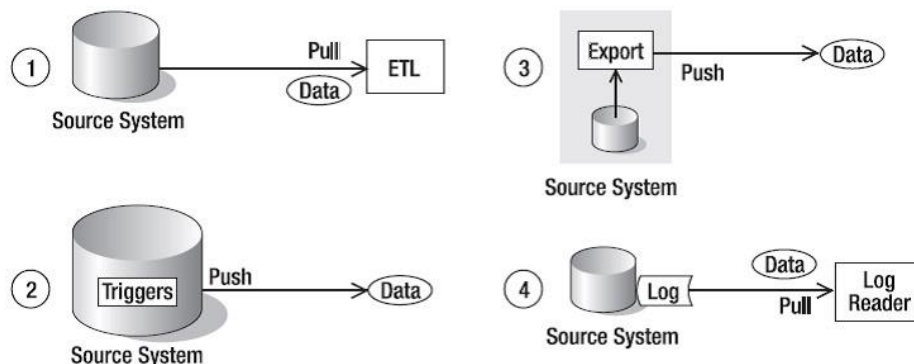 1
Pull
Data
ETL
Source System
2
Triggers
Push
Data
Source System
3
Export
Push
Data
Source System
4
Log
Data
Pull
Log
Reader
Source System